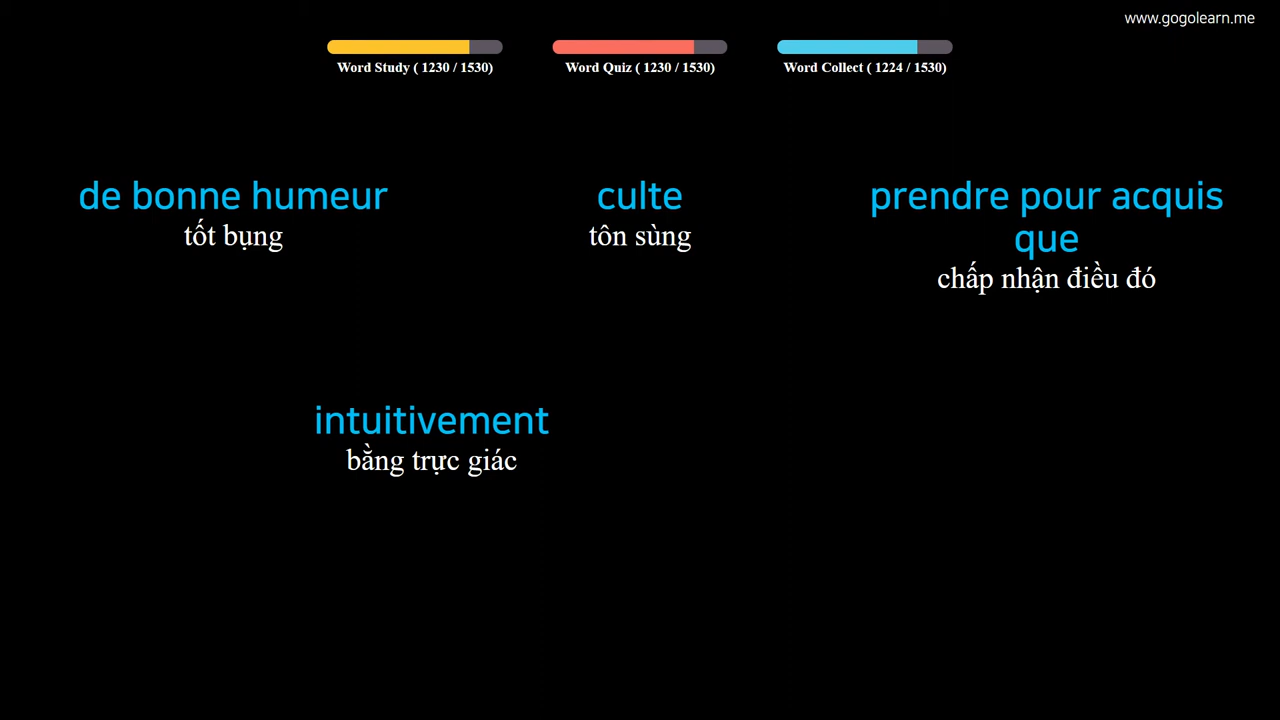 www.gogolearn.me
Word Study ( 1230 / 1530)
Word Quiz ( 1230 / 1530)
Word Collect ( 1224 / 1530)
de bonne humeur
tốt bụng
culte
tôn sùng
prendre pour acquis
que
chấp nhận điều đó
intuitivement
bằng trực giác